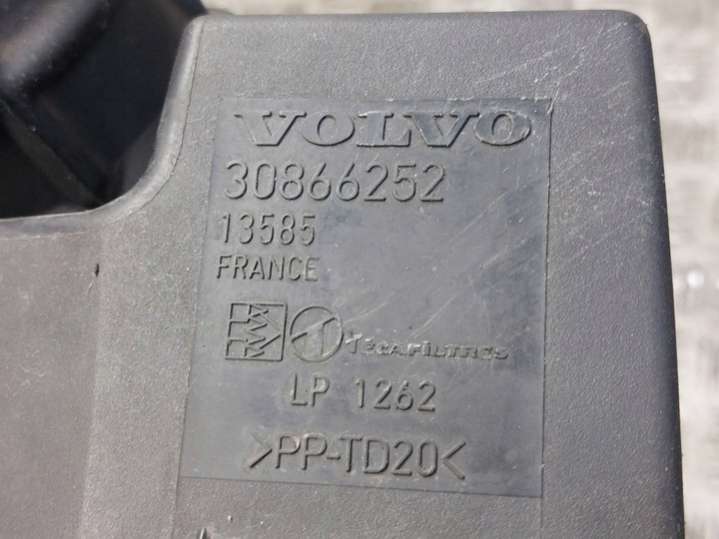 VOLVO
30866252
13585
FRANCE
TECAFILTRES
LP 1262
>PP-TD20<